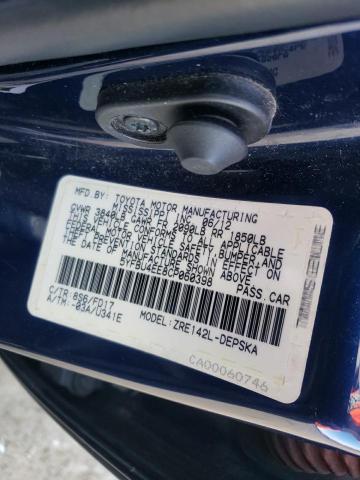 MFD.BY: TOYOTA MOTOR MANUFACTURING
MISSISSIPPI INC 06/12
GVWR 3840LB GAWR FR 2090LB RR 1850LB
THIS VEHICLE CONFORMS TO ALL APPLICABLE
FEDERAL MOTOR VEHICLE SAFETY, BUMPER,AND
THEFT PREVENTION STANDARDS IN EFFECT ON
THE DATE OF MANUFACTURE SHOWN ABOVE.
5YFBU4EE8CP000398 PASS.CAR
C/TR: 8S6/FD17
A/TM: -03A/U341E
MODEL: ZRE142L-DEPSKA
CA00060746